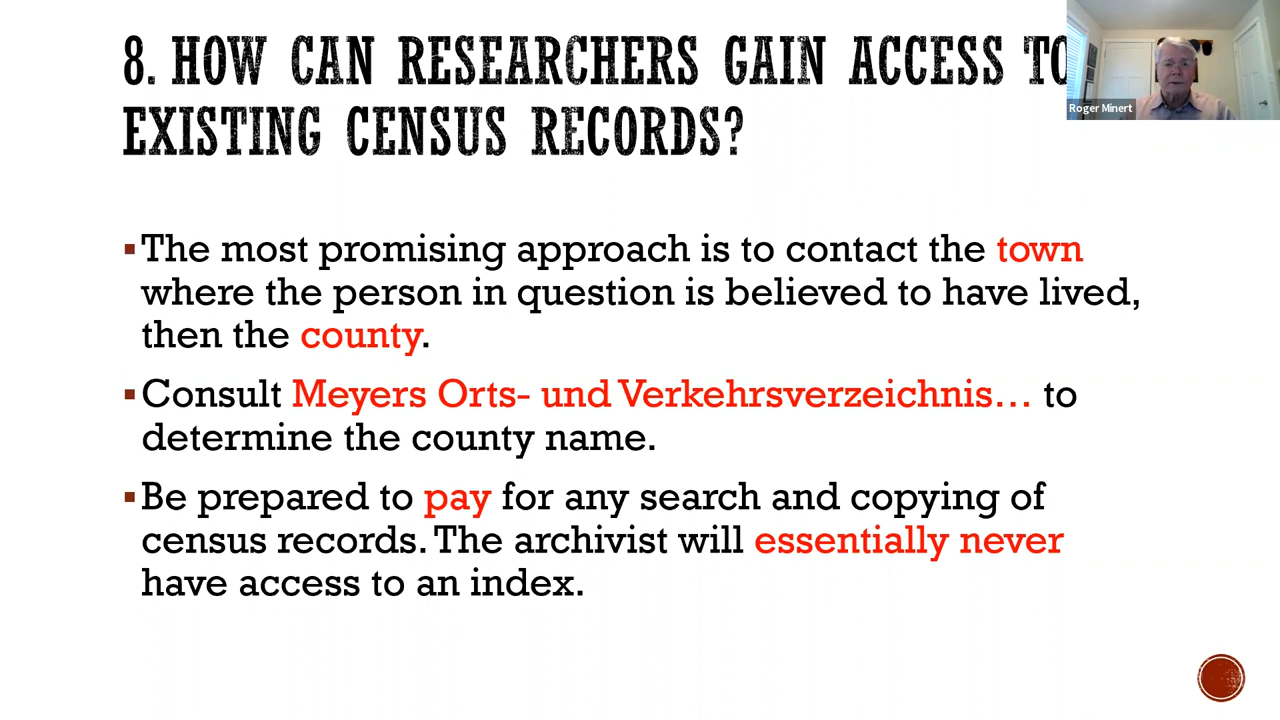 8. HOW CAN RESEARCHERS GAIN ACCESS TO
EXISTING CENSUS RECORDS?
Roger Minert
▪The most promising approach is to contact the town
where the person in question is believed to have lived,
then the county.
▪Consult Meyers Orts- und Verkehrsverzeichnis… to
determine the county name.
▪Be prepared to pay for any search and copying of
census records. The archivist will essentially never
have access to an index.